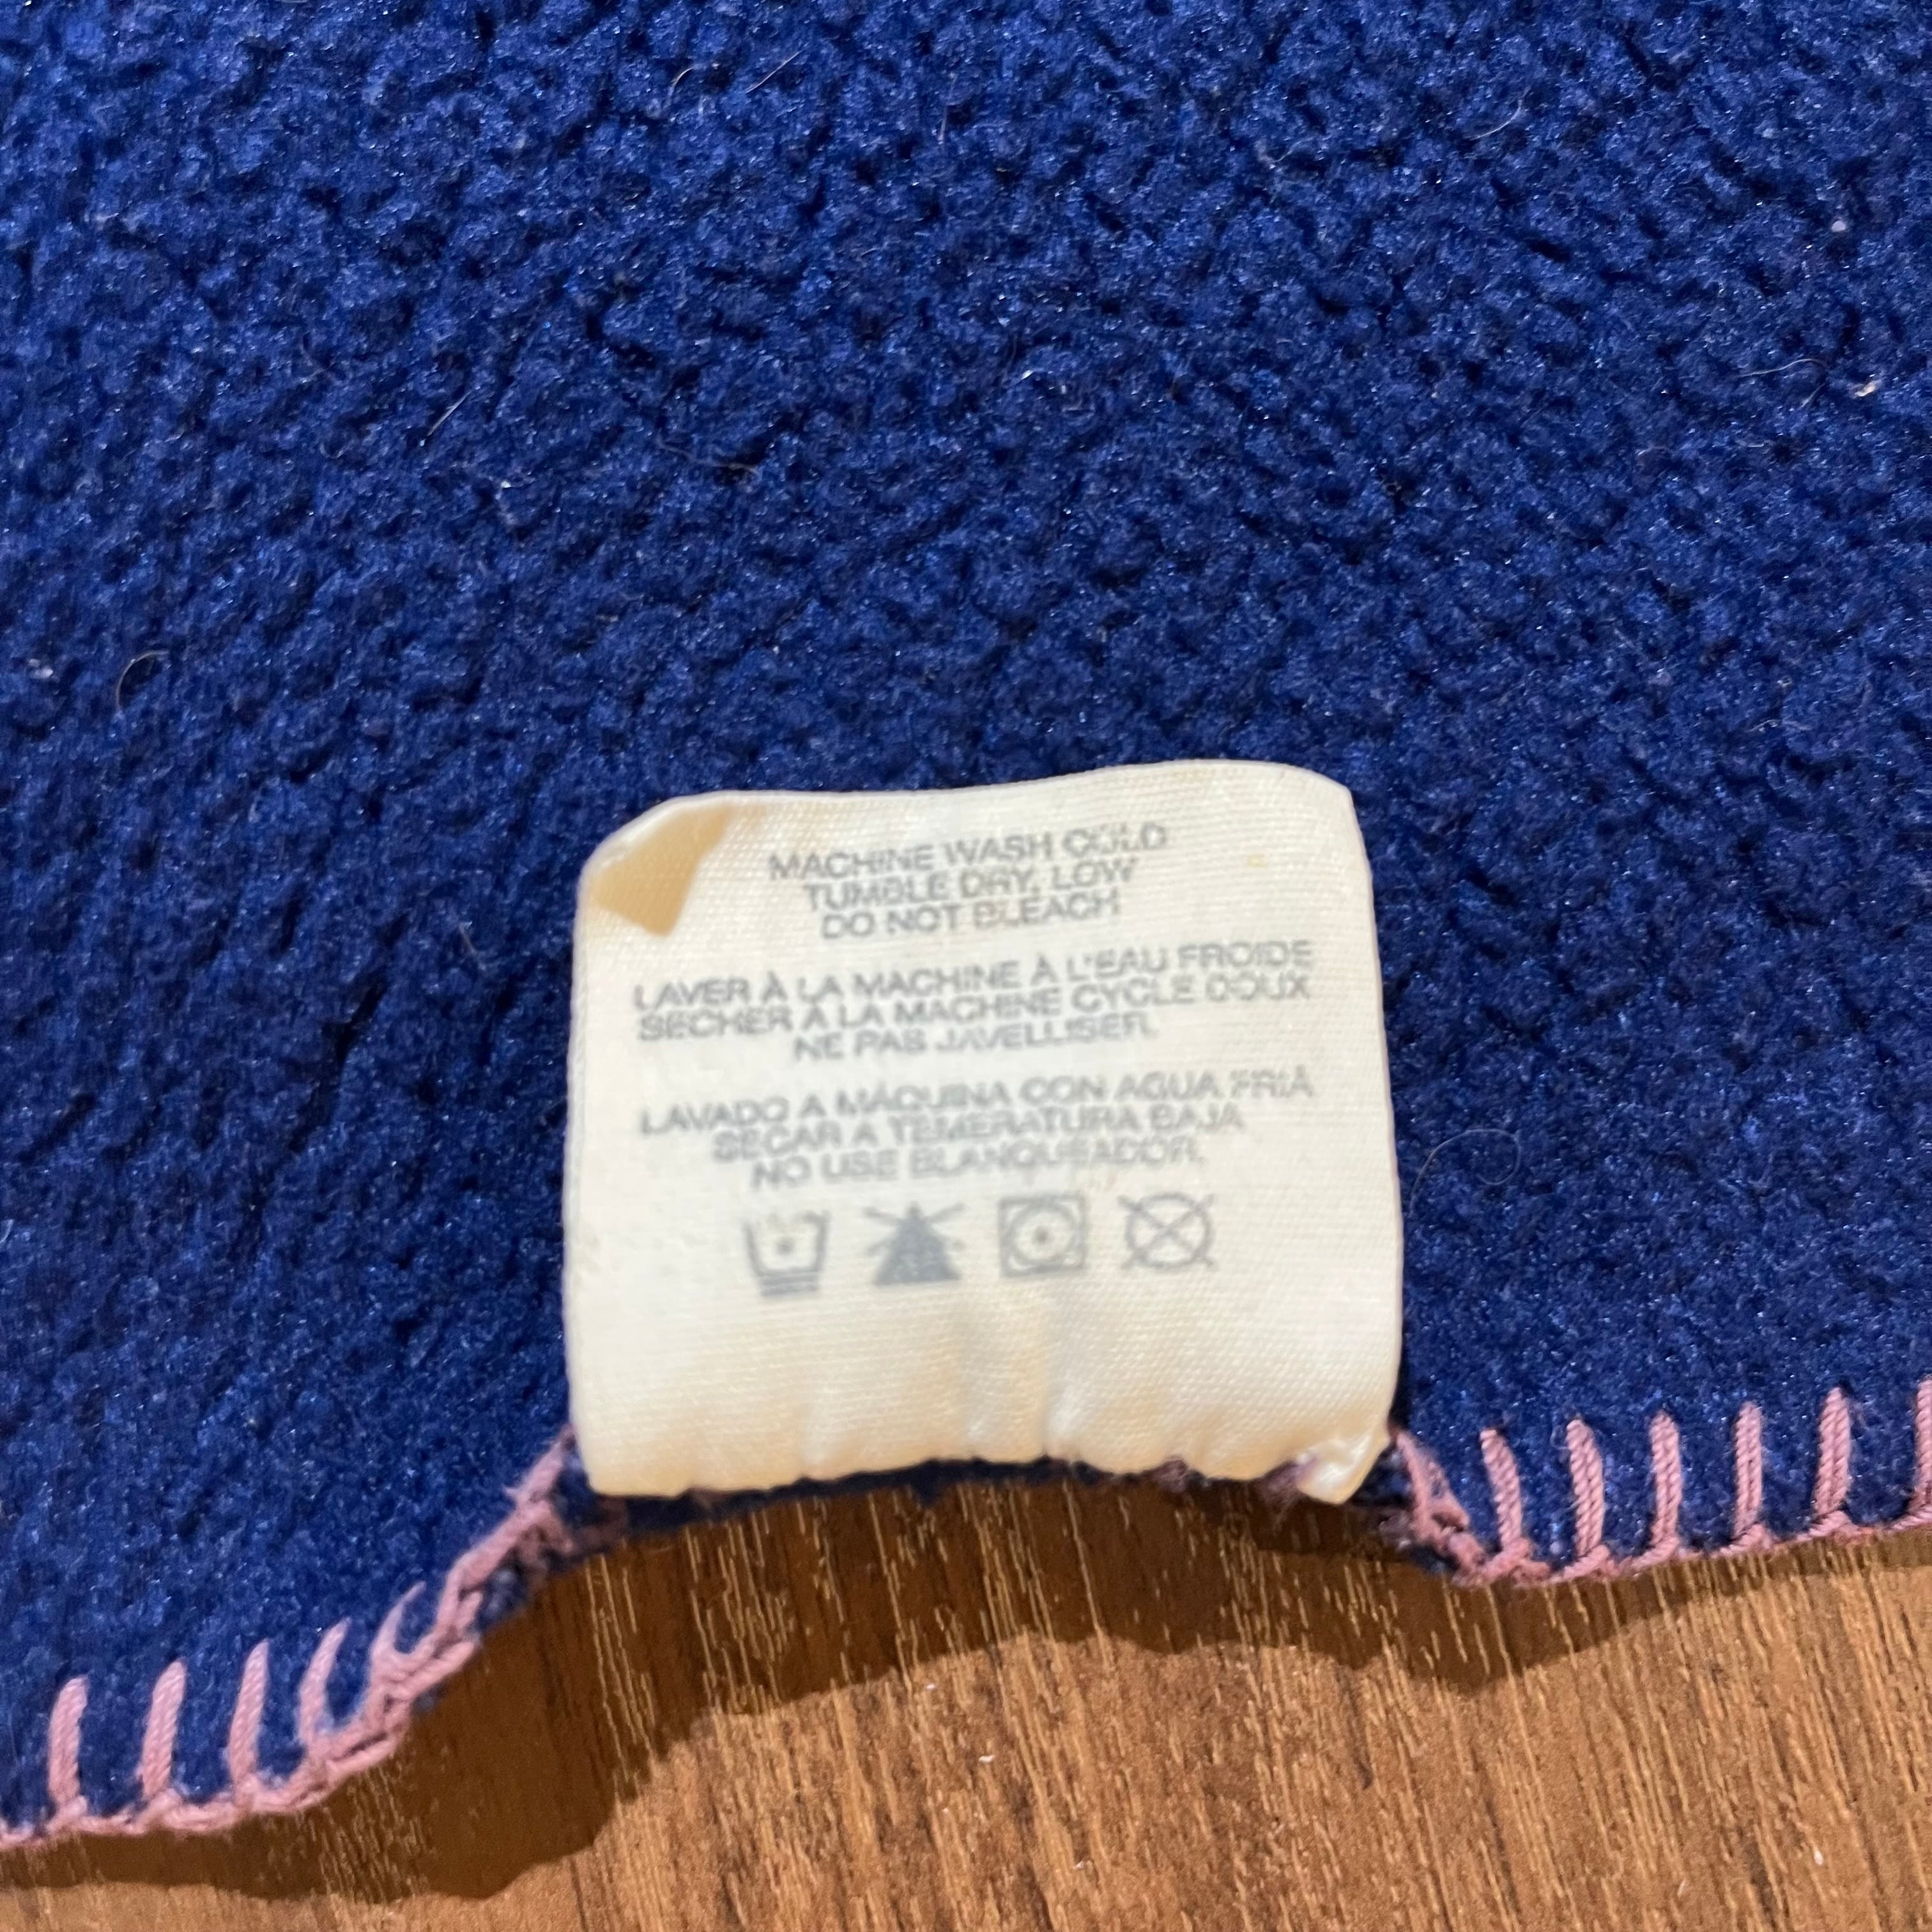 MACHINE WASH COLD
TUMBLE DRY, LOW
DO NOT BLEACH
LAVER À LA MACHINE À L'EAU FROIDE
SECHER A LA MACHINE CYCLE DOUX
NE PAS JAVELLISER.
LAVADO A MÁQUINA CON AGUA FRIA
SECAR A TEMERATURA BAJA
NO USE BLANQUEADOR.